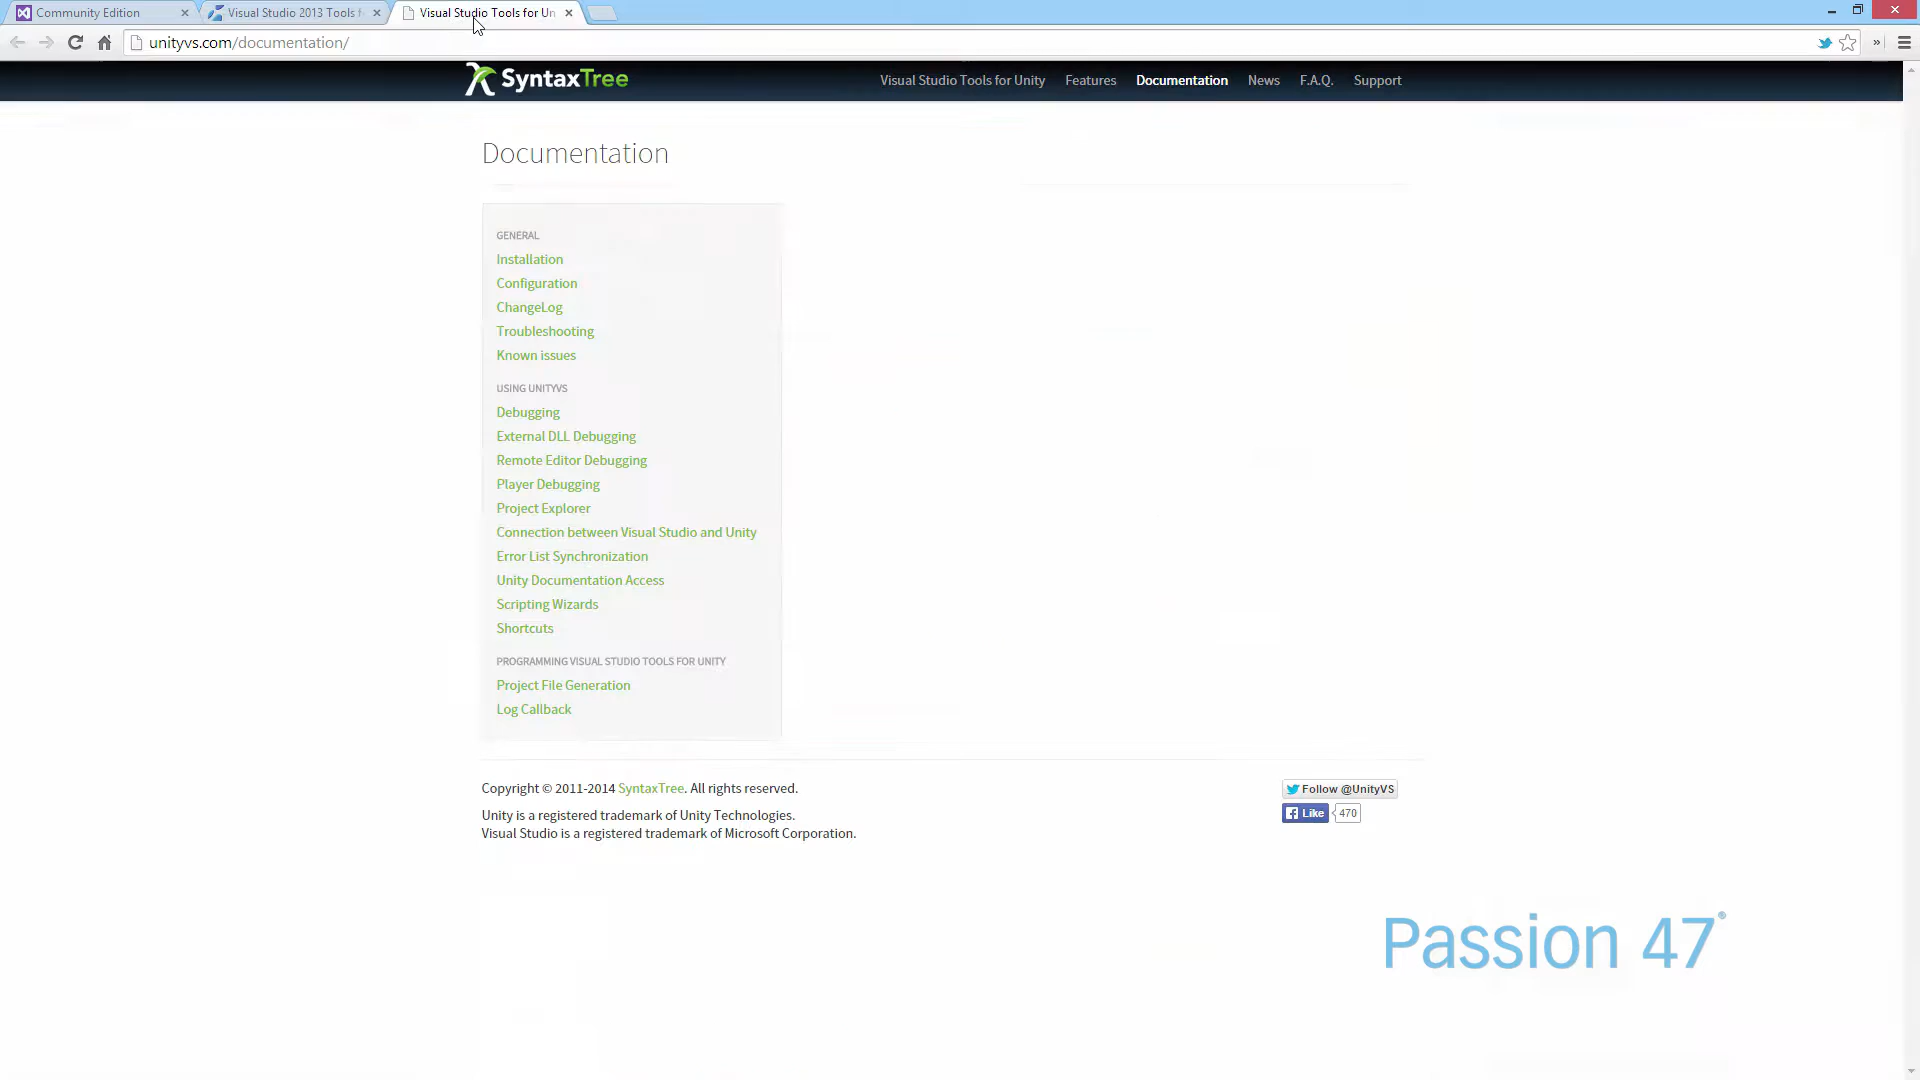 Community Edition
Visual Studio 2013 Tools f
Visual Studio Tools for Un
unityvs.com/documentation/
SyntaxTree
Visual Studio Tools for Unity
Features
Documentation
News
F.A.Q.
Support
Documentation
GENERAL
Installation
Configuration
ChangeLog
Troubleshooting
Known issues
USING UNITYVS
Debugging
External DLL Debugging
Remote Editor Debugging
Player Debugging
Project Explorer
Connection between Visual Studio and Unity
Error List Synchronization
Unity Documentation Access
Scripting Wizards
Shortcuts
PROGRAMMING VISUAL STUDIO TOOLS FOR UNITY
Project File Generation
Log Callback
Copyright © 2011-2014 SyntaxTree. All rights reserved.
Unity is a registered trademark of Unity Technologies.
Visual Studio is a registered trademark of Microsoft Corporation.
Follow @UnityVS
Like 470
Passion 47®